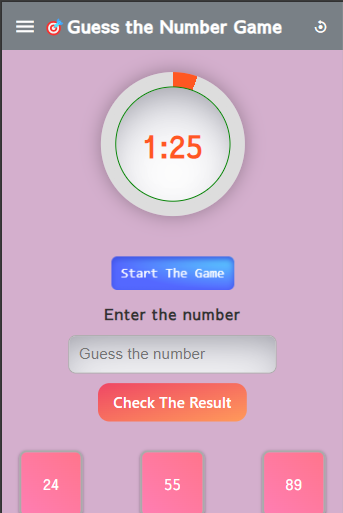 Guess the Number Game
1:25
Start The Game
Enter the number
Guess the number
Check The Result
24 55 89